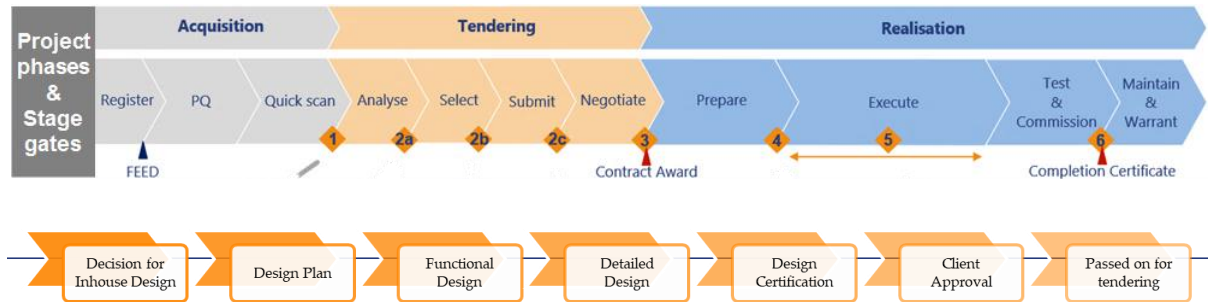 Project
phases
&
Stage
gates
Acquisition
Tendering
Realisation
Register
PQ
Quick scan
Analyse
Select
Submit
Negotiate
Prepare
Execute
Test
&
Commission
Maintain
&
Warrant
1
2a
2b
2c
3
4
5
6
FEED
Contract Award
Completion Certificate
Decision for
Inhouse Design
Design Plan
Functional
Design
Detailed
Design
Design
Certification
Client
Approval
Passed on for
tendering